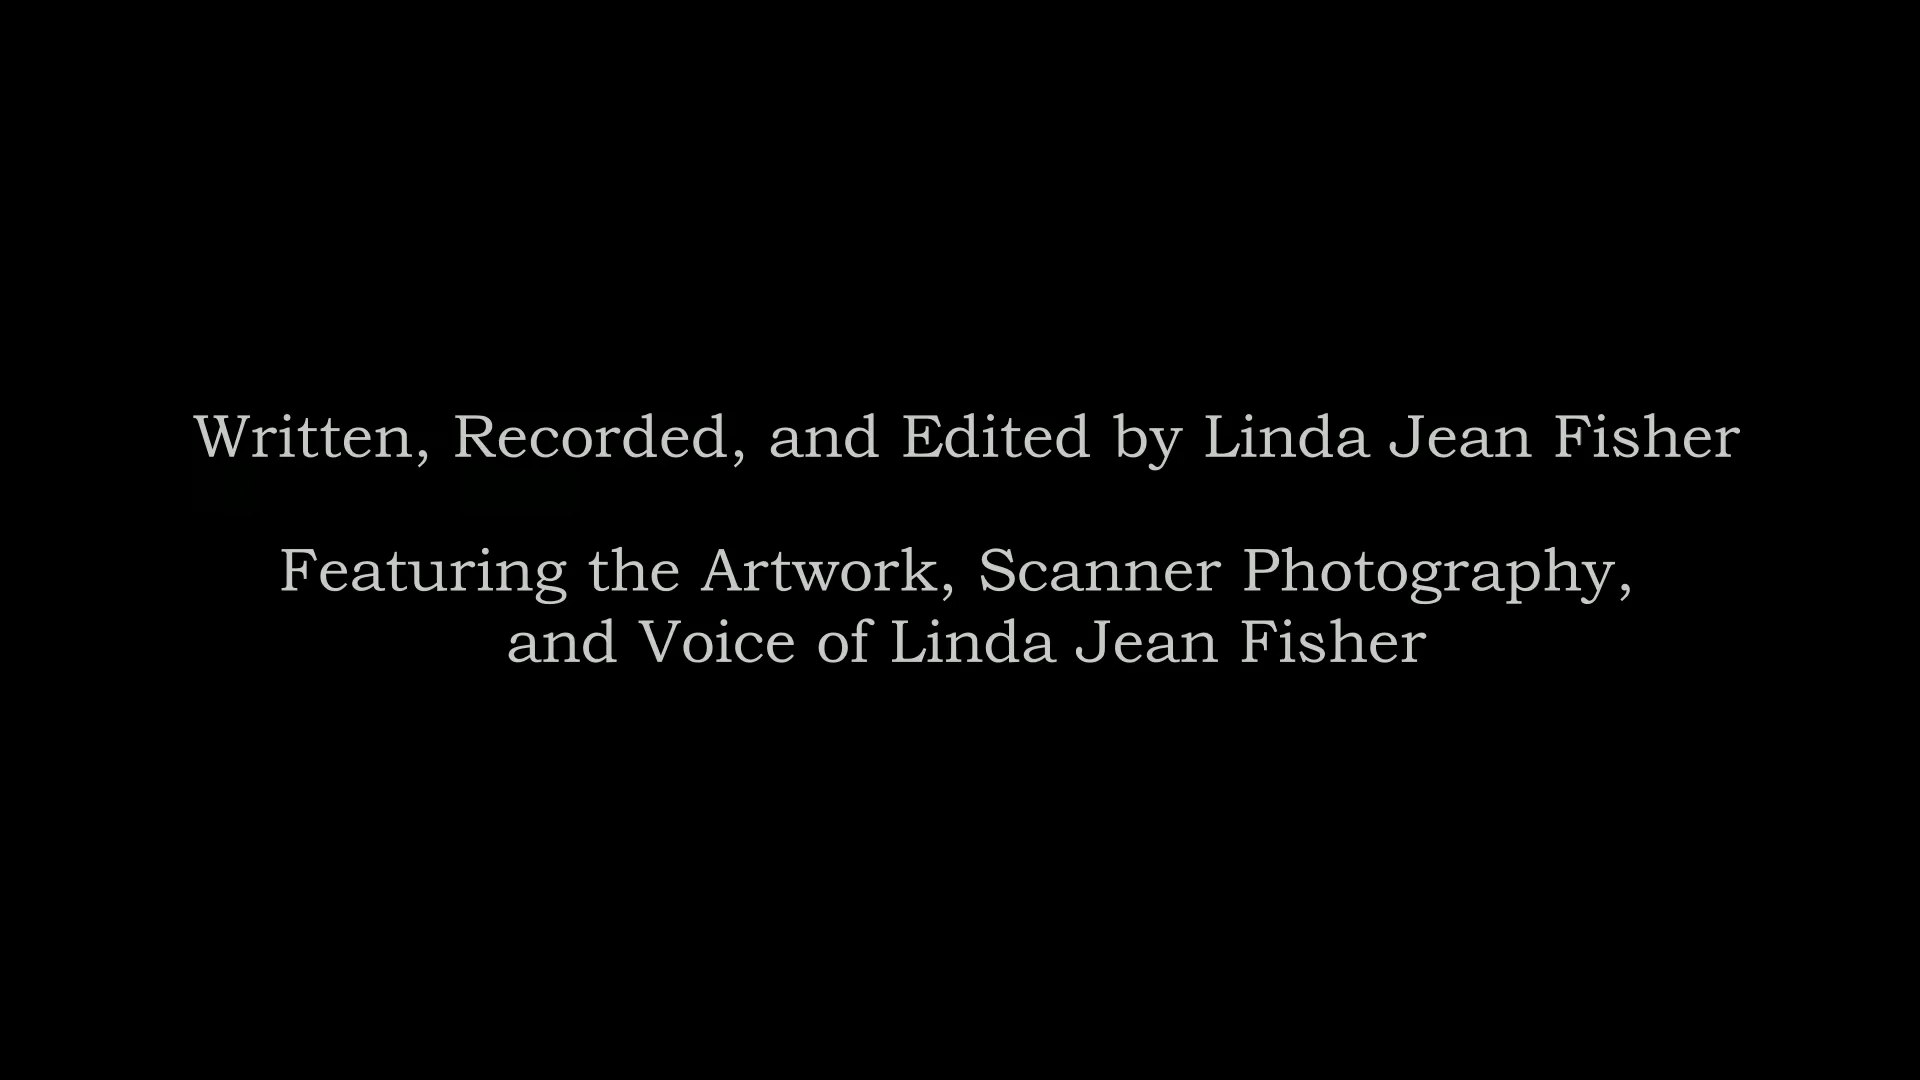 Written, Recorded, and Edited by Linda Jean Fisher
Featuring the Artwork, Scanner Photography,
and Voice of Linda Jean Fisher